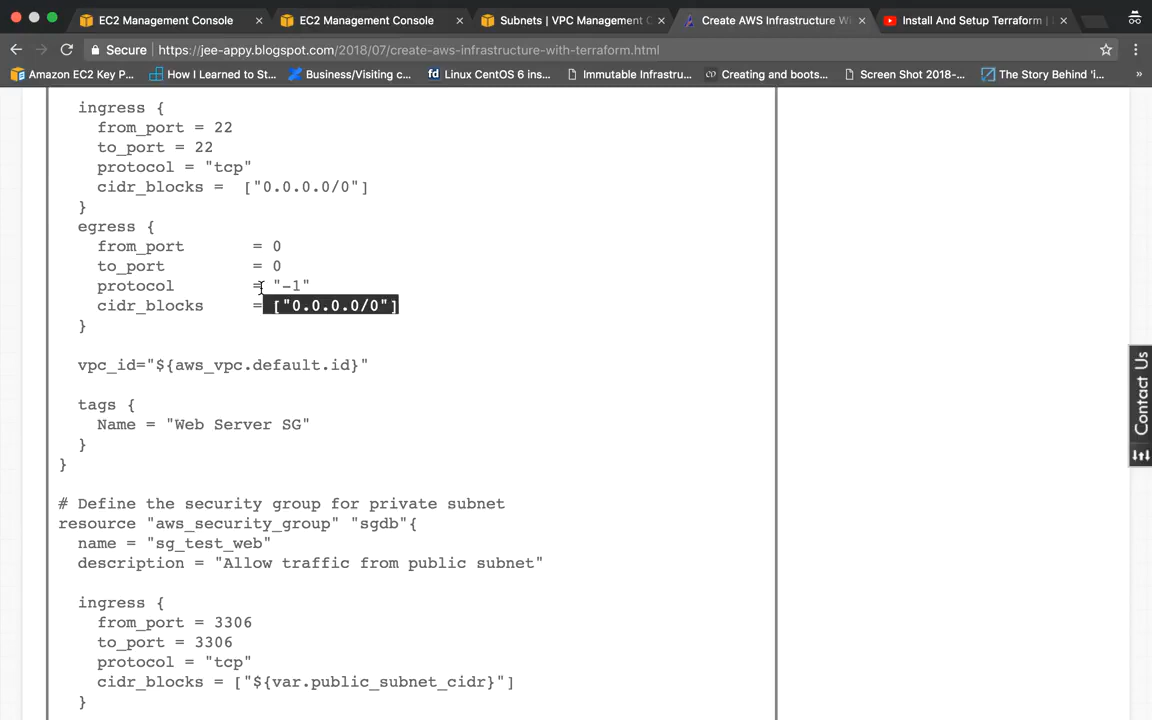 EC2 Management Console
EC2 Management Console
Subnets | VPC Management C
Create AWS Infrastructure Wi
Install And Setup Terraform | I
Secure https://jee-appy.blogspot.com/2018/07/create-aws-infrastructure-with-terraform.html
Amazon EC2 Key P...
How I Learned to St...
Business/Visiting c...
fd Linux CentOS 6 ins...
Immutable Infrastru...
Creating and boots...
Screen Shot 2018-...
The Story Behind 'i...
»
ingress {
from_port = 22
to_port = 22
protocol = "tcp"
cidr_blocks =  ["0.0.0.0/0"]
}
egress {
from_port       = 0
to_port         = 0
protocol        = "-1"
cidr_blocks     = ["0.0.0.0/0"]
}
vpc_id="${aws_vpc.default.id}"
tags {
Name = "Web Server SG"
}
}
# Define the security group for private subnet
resource "aws_security_group" "sgdb"{
name = "sg_test_web"
description = "Allow traffic from public subnet"
ingress {
from_port = 3306
to_port = 3306
protocol = "tcp"
cidr_blocks = ["${var.public_subnet_cidr}"]
}
Contact Us